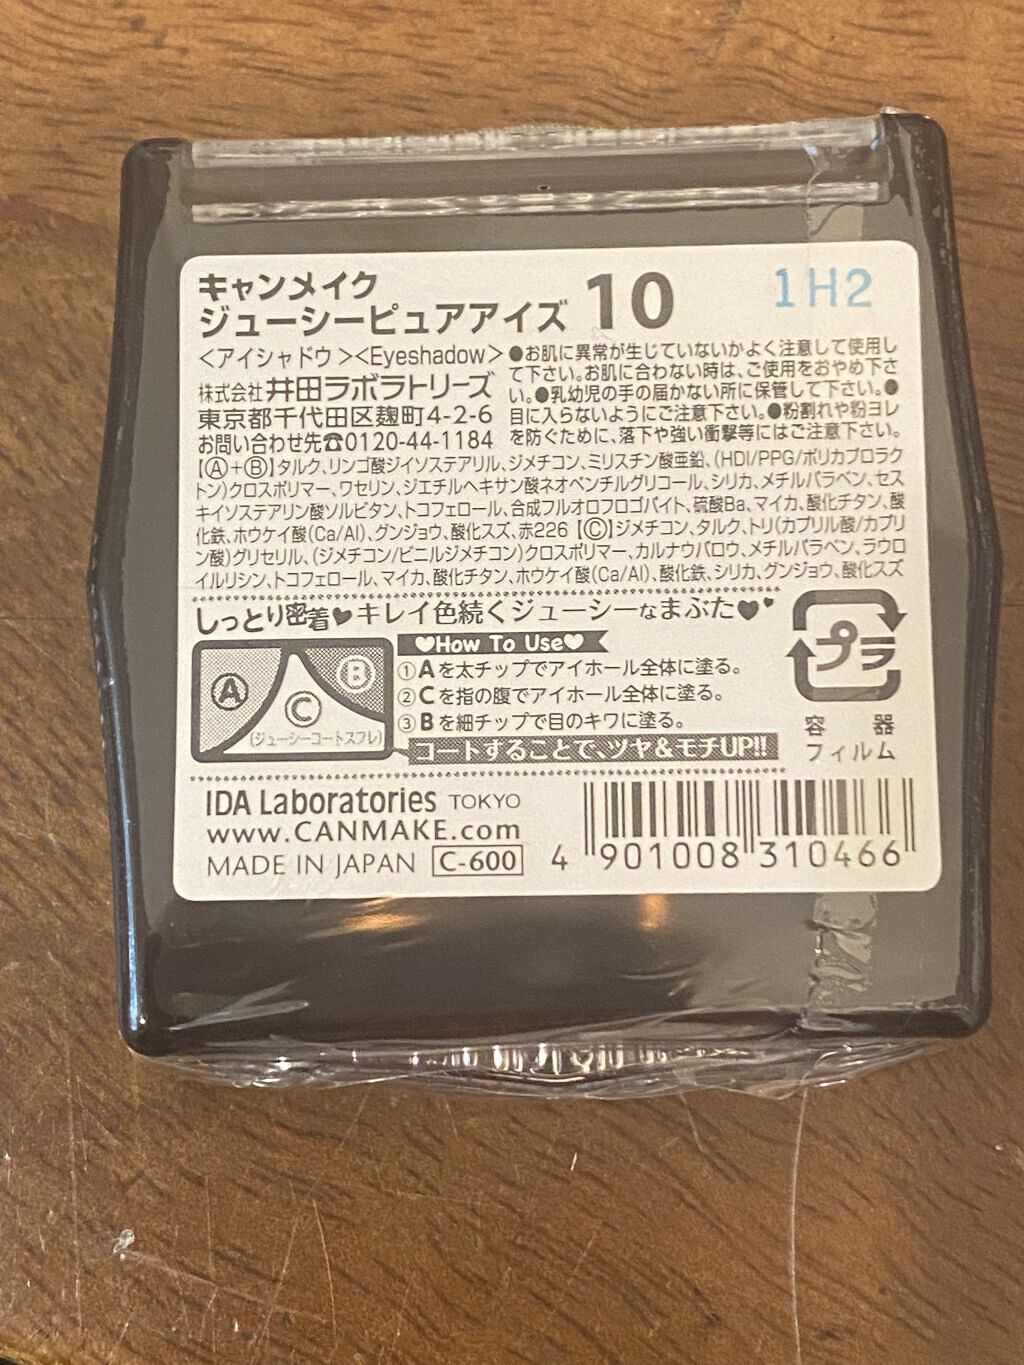 キャンメイク
ジューシーピュアアイズ 10
1H2
<アイシャドウ><Eyeshadow>
株式会社 井田ラボラトリーズ
東京都千代田区麹町4-2-6
お問い合わせ先☎0120-44-1184
●お肌に異常が生じていないかよく注意して使用し
て下さい。お肌に合わない時は、ご使用をおやめ下さ
い。●乳幼児の手の届かない所に保管して下さい。●
目に入らないようにご注意下さい。●粉割れや粉ヨレ
を防ぐために、落下や強い衝撃等にはご注意下さい。
【Ⓐ+Ⓑ】タルク、リンゴ酸ジイソステアリル、ジメチコン、ミリスチン酸亜鉛、(HDI/PPG/ポリカプロラク
トン)クロスポリマー、ワセリン、ジエチルヘキサン酸ネオペンチルグリコール、シリカ、メチルパラベン、セス
キイソステアリン酸ソルビタン、トコフェロール、合成フルオロフロゴパイト、硫酸Ba、マイカ、酸化チタン、酸
化鉄、ホウケイ酸(Ca/Al)、グンジョウ、酸化スズ、赤226【Ⓒ】ジメチコン、タルク、トリ(カプリル酸/カプリ
ン酸)グリセリル、(ジメチコン/ビニルジメチコン)クロスポリマー、カルナウバロウ、メチルパラベン、ラウロ
イルリシン、トコフェロール、マイカ、酸化チタン、ホウケイ酸(Ca/Al)、酸化鉄、シリカ、グンジョウ、酸化スズ
しっとり密着♥キレイ色続くジューシーなまぶた♥♥
Ⓐ
Ⓑ
Ⓒ
(ジューシーコートスフレ)
♥How To Use♥
①Aを太チップでアイホール全体に塗る。
②Cを指の腹でアイホール全体に塗る。
③Bを細チップで目のキワに塗る。
コートすることで、ツヤ&モチUP!!
プラ
容器
フィルム
IDA Laboratories TOKYO
www.CANMAKE.com
MADE IN JAPAN C-600
4 901008 310466